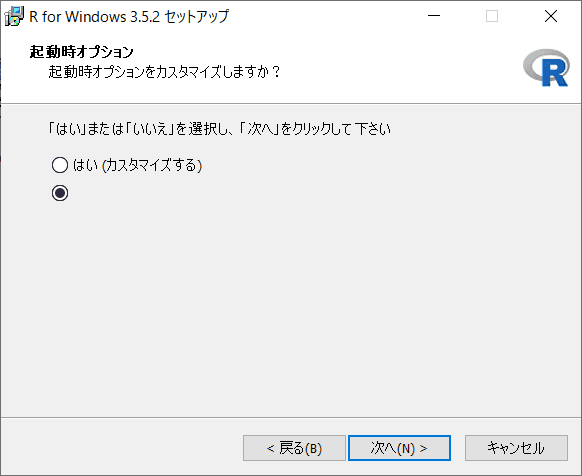 R for Windows 3.5.2 セットアップ
起動時オプション
起動時オプションをカスタマイズしますか？
R
「はい」または「いいえ」を選択し、「次へ」をクリックして下さい
はい (カスタマイズする)
< 戻る(B)
次へ(N) >
キャンセル